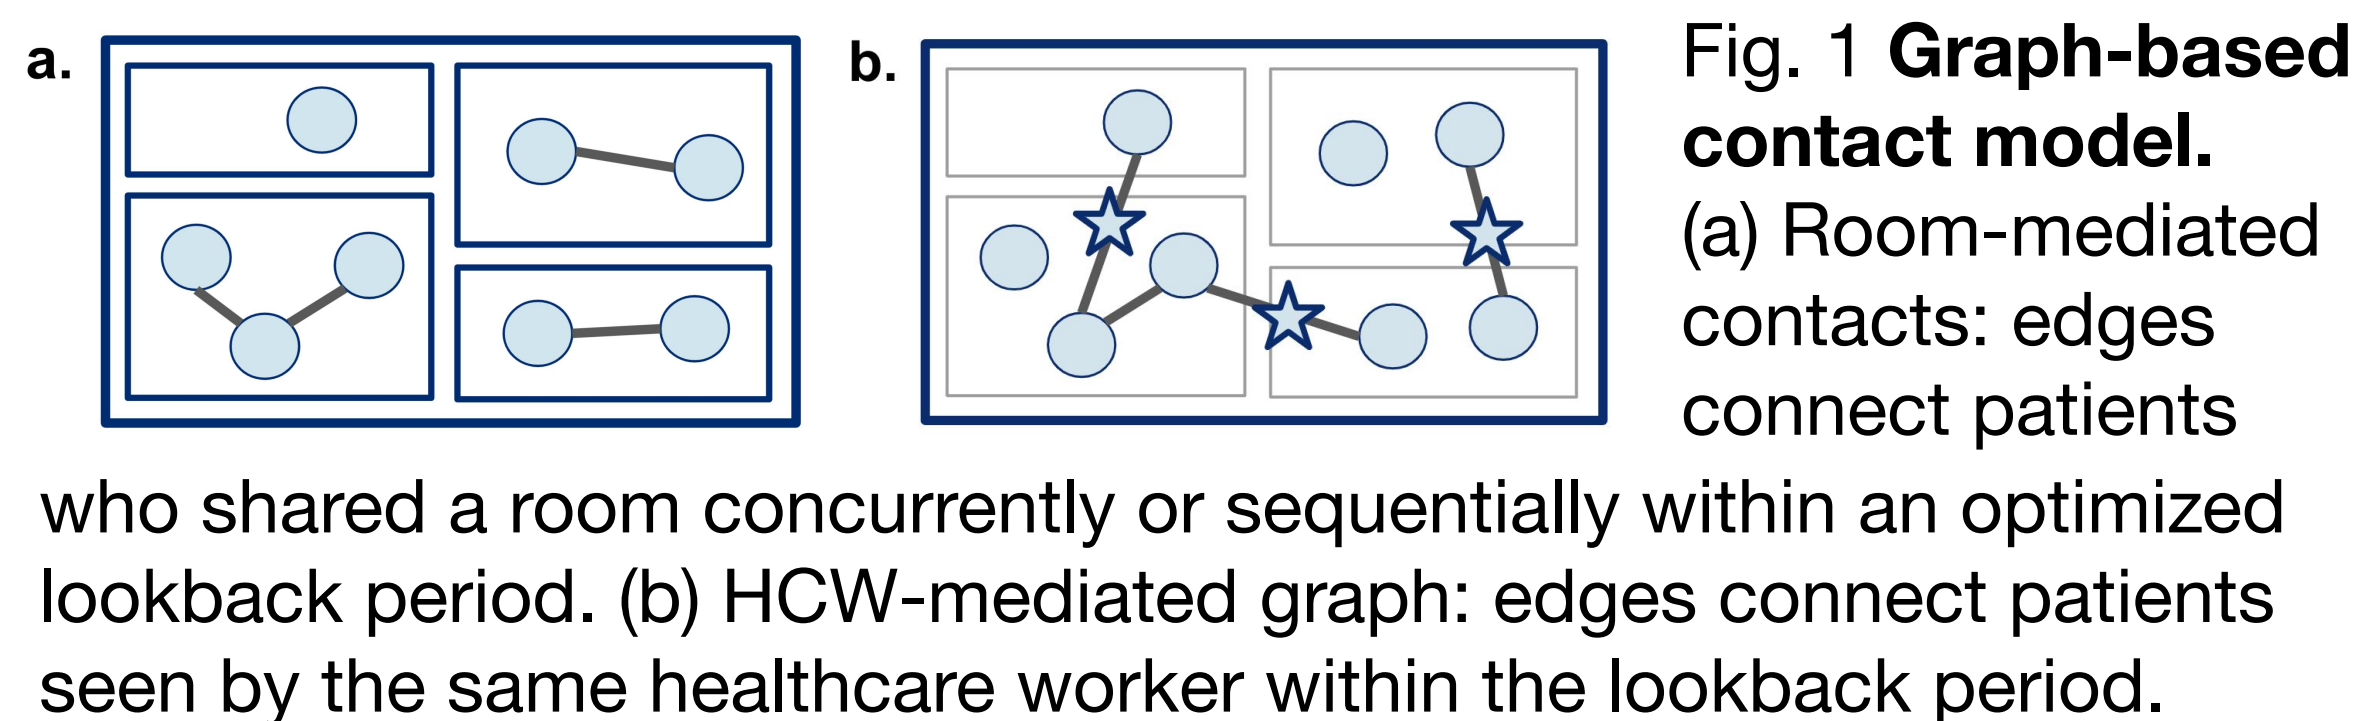 a.
b.
Fig. 1 Graph-based
contact model.
(a) Room-mediated
contacts: edges
connect patients
who shared a room concurrently or sequentially within an optimized
lookback period. (b) HCW-mediated graph: edges connect patients
seen by the same healthcare worker within the lookback period.